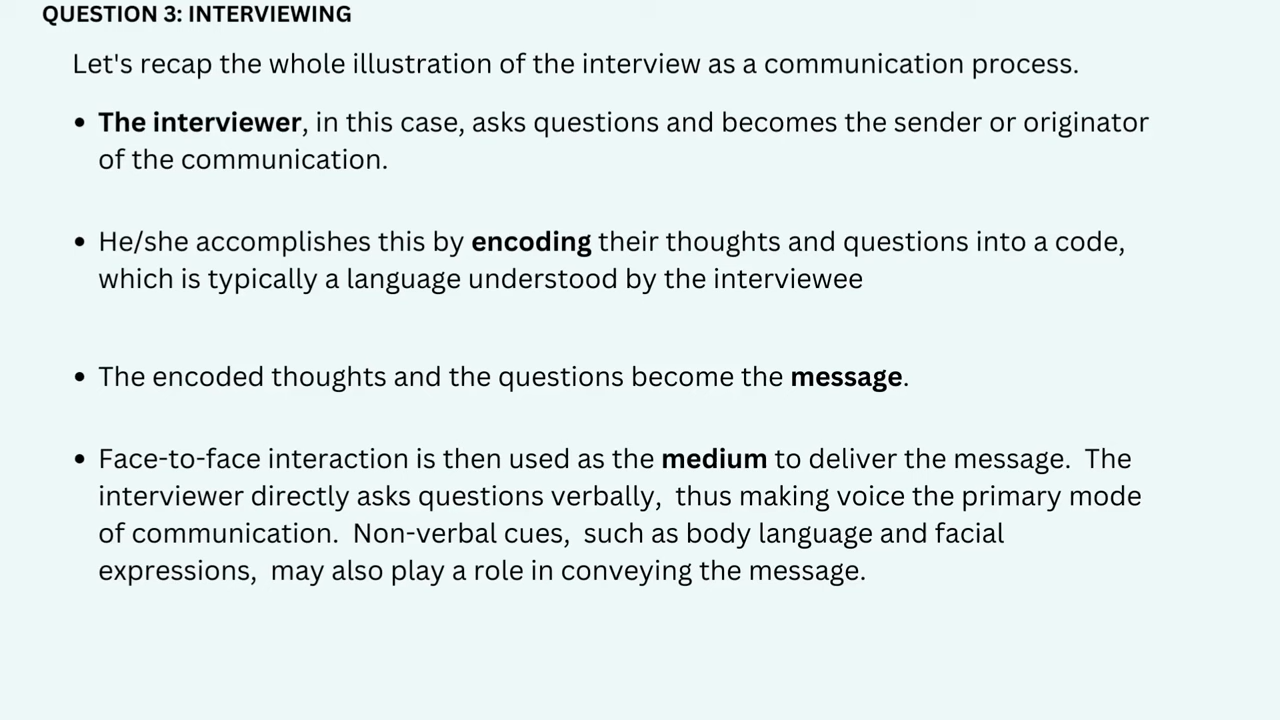 QUESTION 3: INTERVIEWING
Let's recap the whole illustration of the interview as a communication process.
• The interviewer, in this case, asks questions and becomes the sender or originator
of the communication.
• He/she accomplishes this by encoding their thoughts and questions into a code,
which is typically a language understood by the interviewee
• The encoded thoughts and the questions become the message.
• Face-to-face interaction is then used as the medium to deliver the message.  The
interviewer directly asks questions verbally,  thus making voice the primary mode
of communication.  Non-verbal cues,  such as body language and facial
expressions,  may also play a role in conveying the message.